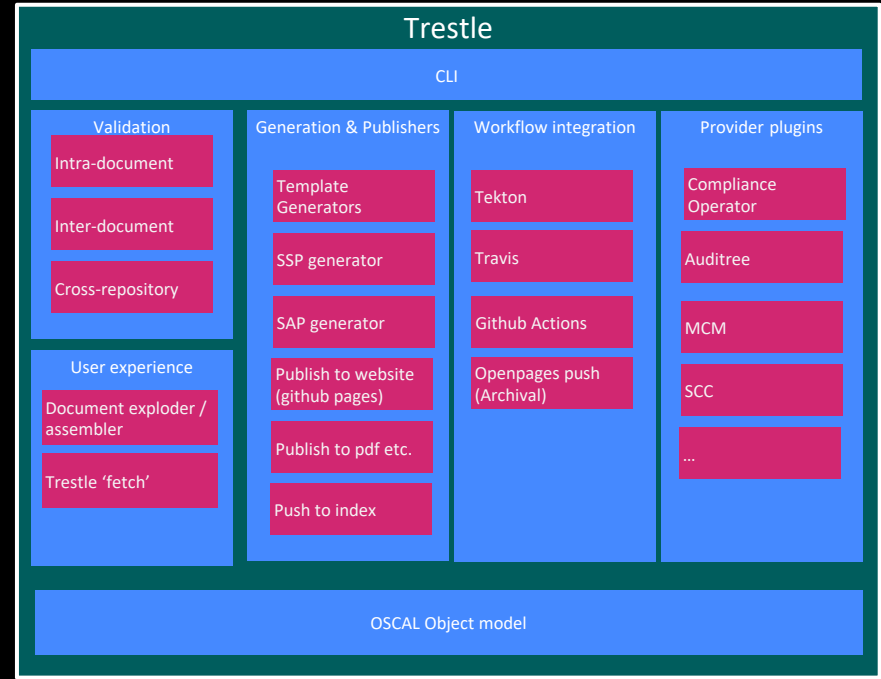 Trestle
CLI
Validation
Intra-document
Inter-document
Cross-repository
User experience
Document exploder /
assembler
Trestle ‘fetch’
Generation & Publishers
Template
Generators
SSP generator
SAP generator
Publish to website
(github pages)
Publish to pdf etc.
Push to index
Workflow integration
Tekton
Travis
Github Actions
Openpages push
(Archival)
Provider plugins
Compliance
Operator
Auditree
MCM
SCC
...
OSCAL Object model